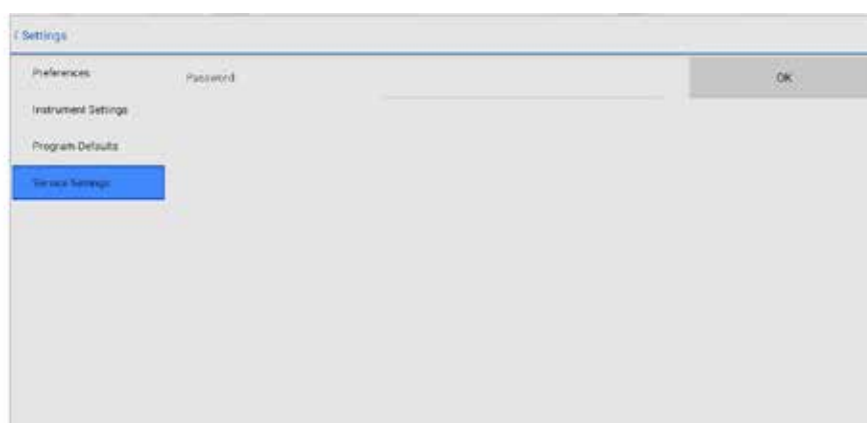 Settings
Preferences
Password
OK
Instrument Settings
Program Defaults
Service Settings